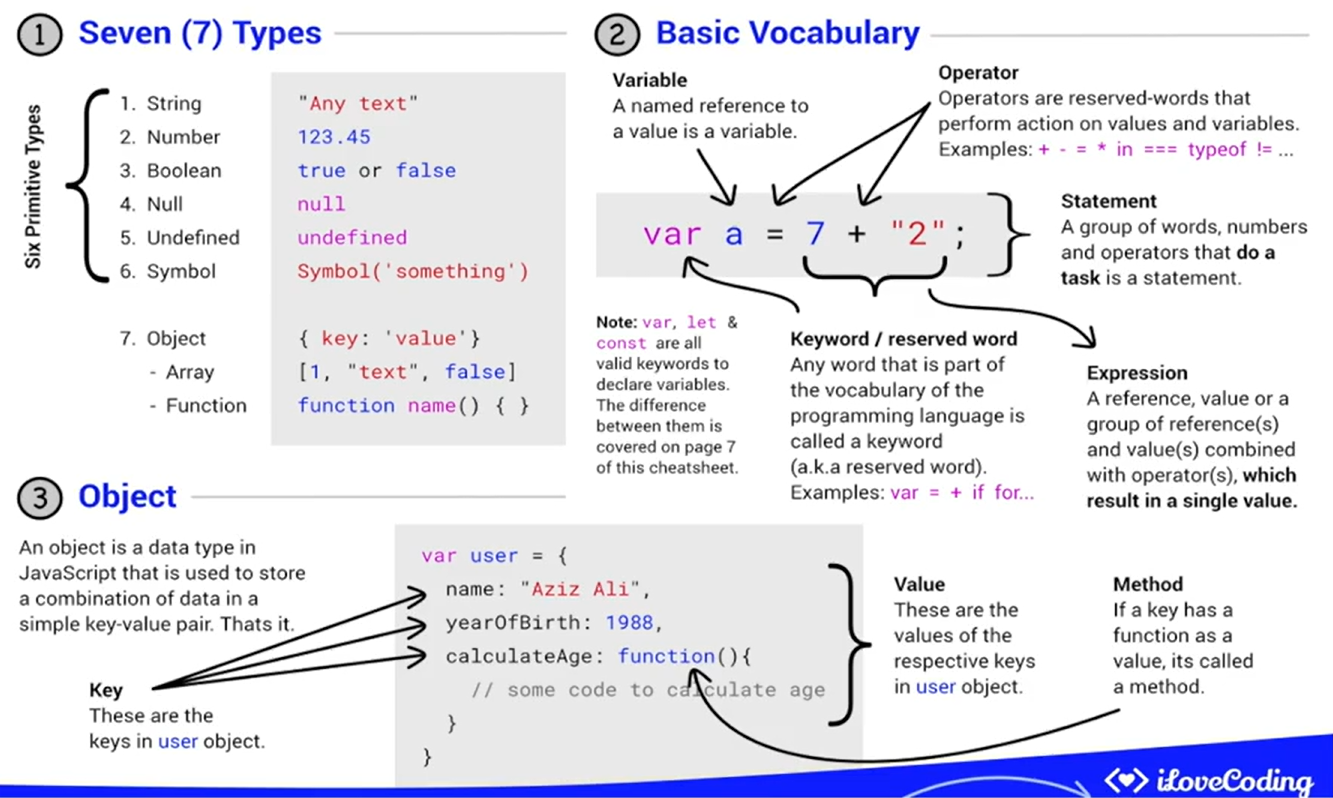 1 Seven (7) Types
Six Primitive Types
1. String "Any text"
2. Number 123.45
3. Boolean true or false
4. Null null
5. Undefined undefined
6. Symbol Symbol('something')
7. Object { key: 'value'}
- Array [1, "text", false]
- Function function name() { }
2 Basic Vocabulary
Variable
A named reference to
a value is a variable.
Operator
Operators are reserved-words that
perform action on values and variables.
Examples: + - = * in === typeof != ...
var a = 7 + "2";
Statement
A group of words, numbers
and operators that do a
task is a statement.
Note: var, let &
const are all
valid keywords to
declare variables.
The difference
between them is
covered on page 7
of this cheatsheet.
Keyword / reserved word
Any word that is part of
the vocabulary of the
programming language is
called a keyword
(a.k.a reserved word).
Examples: var = + if for...
Expression
A reference, value or a
group of reference(s)
and value(s) combined
with operator(s), which
result in a single value.
3 Object
An object is a data type in
JavaScript that is used to store
a combination of data in a
simple key-value pair. Thats it.
Key
These are the
keys in user object.
var user = {
name: "Aziz Ali",
yearOfBirth: 1988,
calculateAge: function(){
// some code to calculate age
}
}
Value
These are the
values of the
respective keys
in user object.
Method
If a key has a
function as a
value, its called
a method.
iLoveCoding